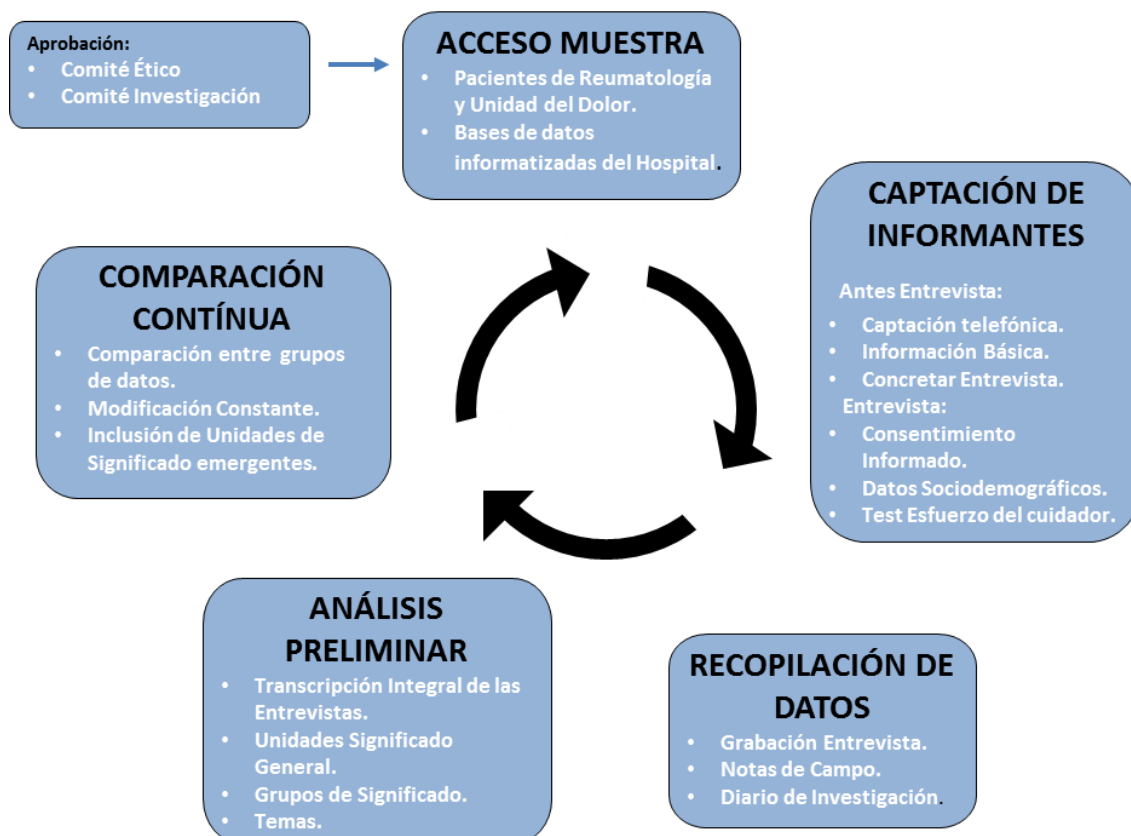 Aprobación:
• Comité Ético
• Comité Investigación
ACCESO MUESTRA
• Pacientes de Reumatología
y Unidad del Dolor.
• Bases de datos
informatizadas del Hospital.
CAPTACIÓN DE
INFORMANTES
Antes Entrevista:
• Captación telefónica.
• Información Básica.
• Concretar Entrevista.
Entrevista:
• Consentimiento
Informado.
• Datos Sociodemográficos.
• Test Esfuerzo del cuidador.
RECOPILACIÓN DE
DATOS
• Grabación Entrevista.
• Notas de Campo.
• Diario de Investigación.
ANÁLISIS
PRELIMINAR
• Transcripción Integral de las
Entrevistas.
• Unidades Significado
General.
• Grupos de Significado.
• Temas.
COMPARACIÓN
CONTÍNUA
• Comparación entre grupos
de datos.
• Modificación Constante.
• Inclusión de Unidades de
Significado emergentes.